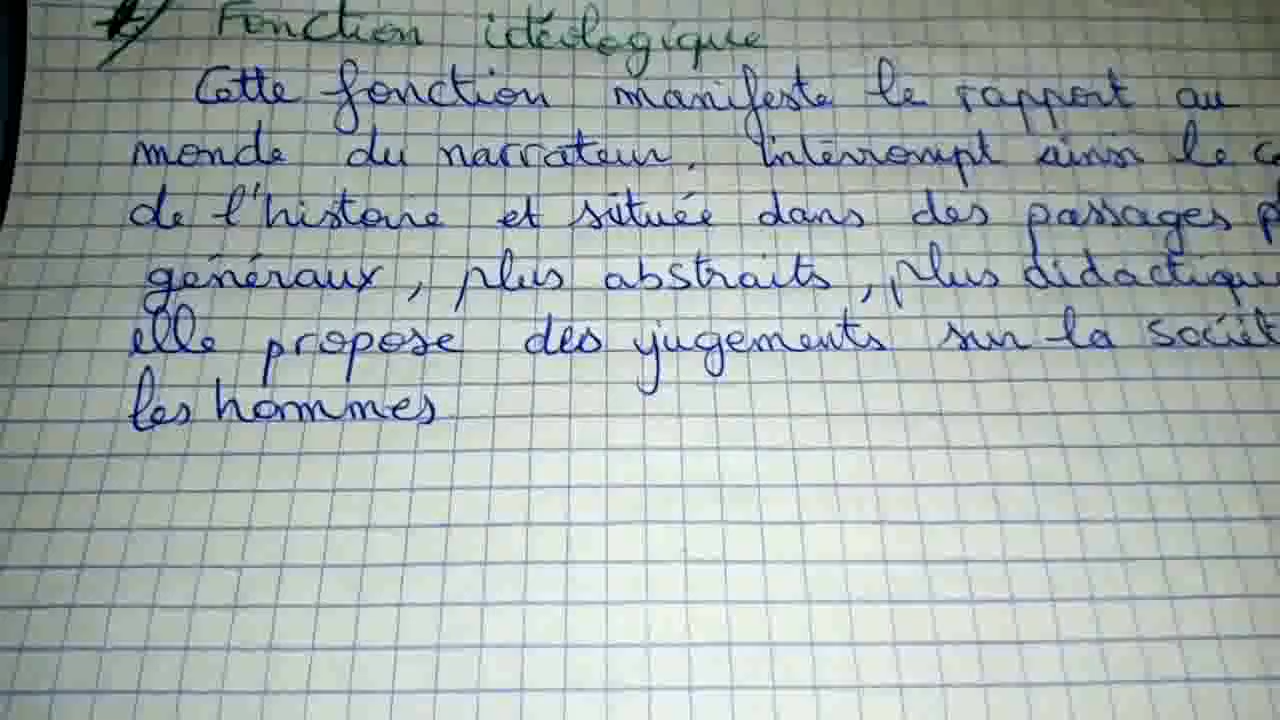 Fonction idéologique
Cette fonction manifeste le rapport au
monde du narrateur. Interrompt ainsi le
de l'histoire et située dans des passages
généraux, plus abstraits, plus didactique
elle propose des jugements sur la sociét
les hommes